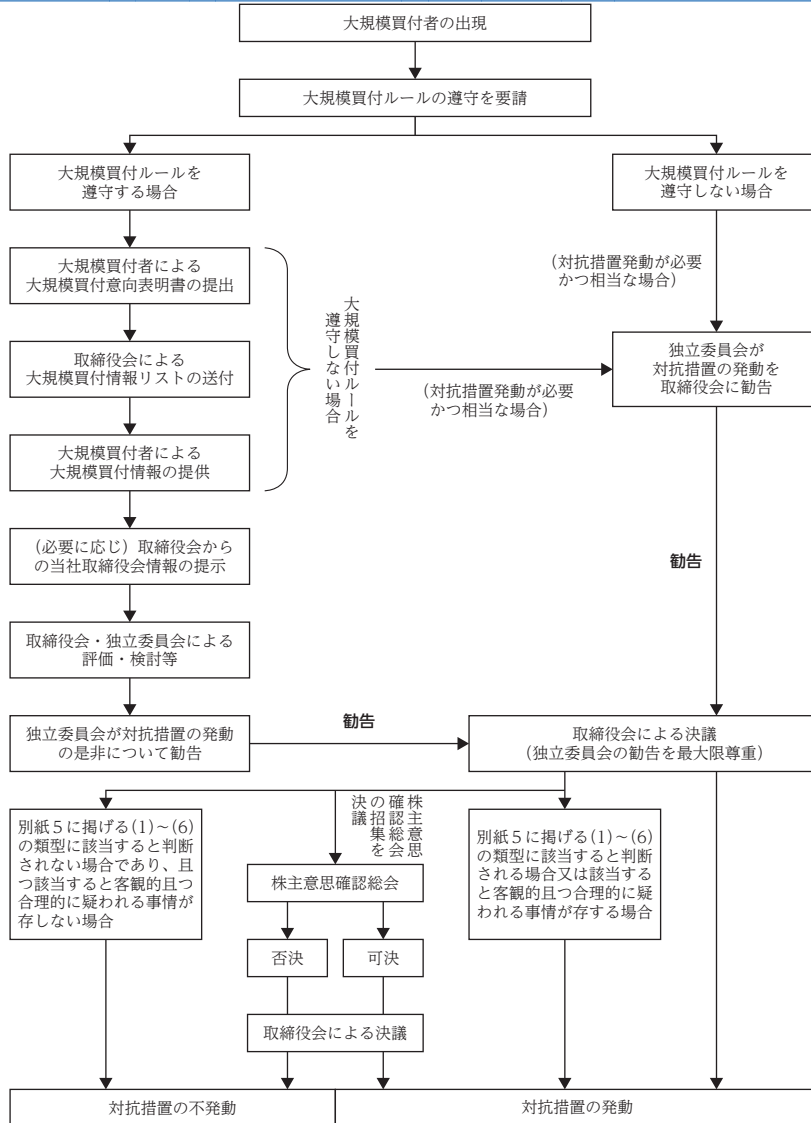 大規模買付者の出現
大規模買付ルールの遵守を要請
大規模買付ルールを
遵守する場合
大規模買付ルールを
遵守しない場合
大規模買付者による
大規模買付意向表明書の提出
取締役会による
大規模買付情報リストの送付
大規模買付者による
大規模買付情報の提供
大規模買付ルールを
遵守しない場合
(対抗措置発動が必要
かつ相当な場合)
(対抗措置発動が必要
かつ相当な場合)
独立委員会が
対抗措置の発動を
取締役会に勧告
(必要に応じ)取締役会から
の当社取締役会情報の提示
取締役会・独立委員会による
評価・検討等
独立委員会が対抗措置の発動
の是非について勧告
勧告
勧告
取締役会による決議
(独立委員会の勧告を最大限尊重)
別紙5に掲げる(1)~(6)
の類型に該当すると判断
されない場合であり、且
つ該当すると客観的且つ
合理的に疑われる事情が
存しない場合
株主意思
確認総会
の招集を
決議
株主意思確認総会
否決
可決
取締役会による決議
別紙5に掲げる(1)~(6)
の類型に該当すると判断
される場合又は該当する
と客観的且つ合理的に疑
われる事情が存する場合
対抗措置の不発動
対抗措置の発動